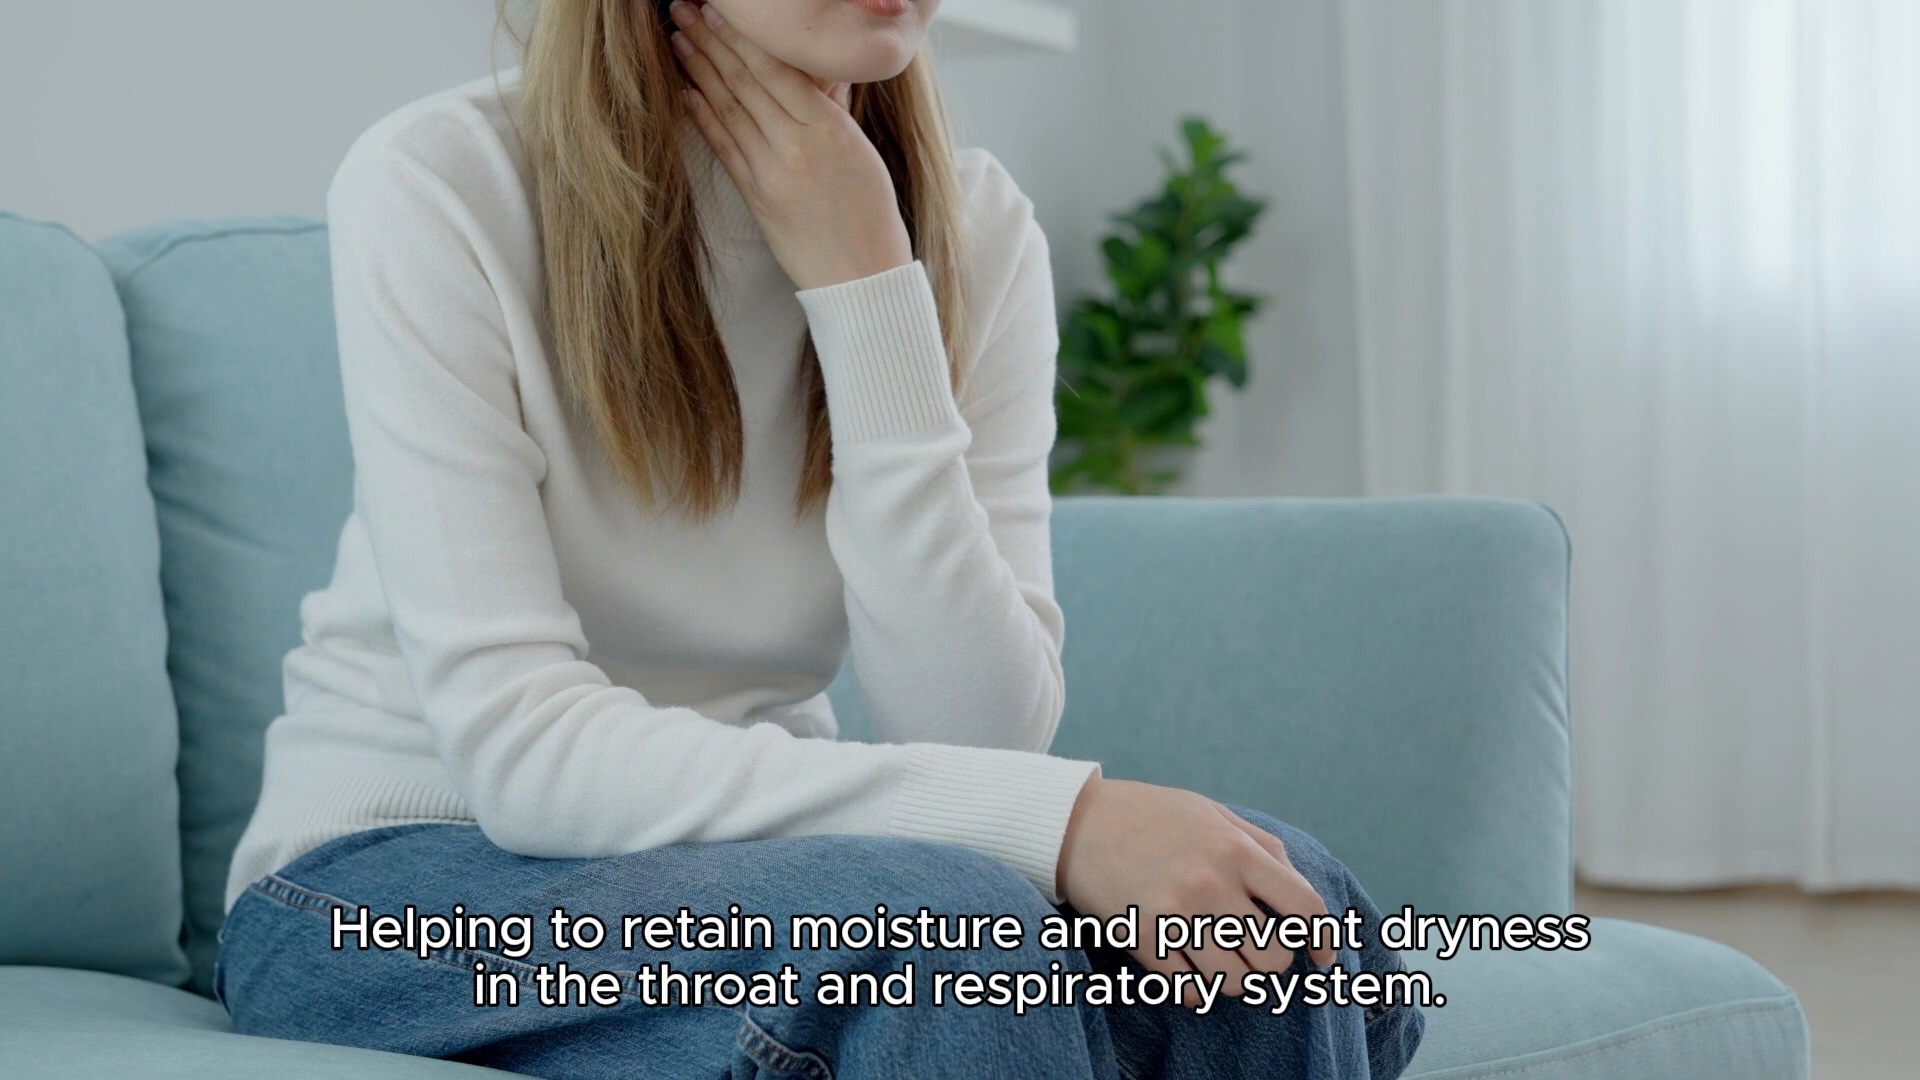 Helping to retain moisture and prevent dryness
in the throat and respiratory system.